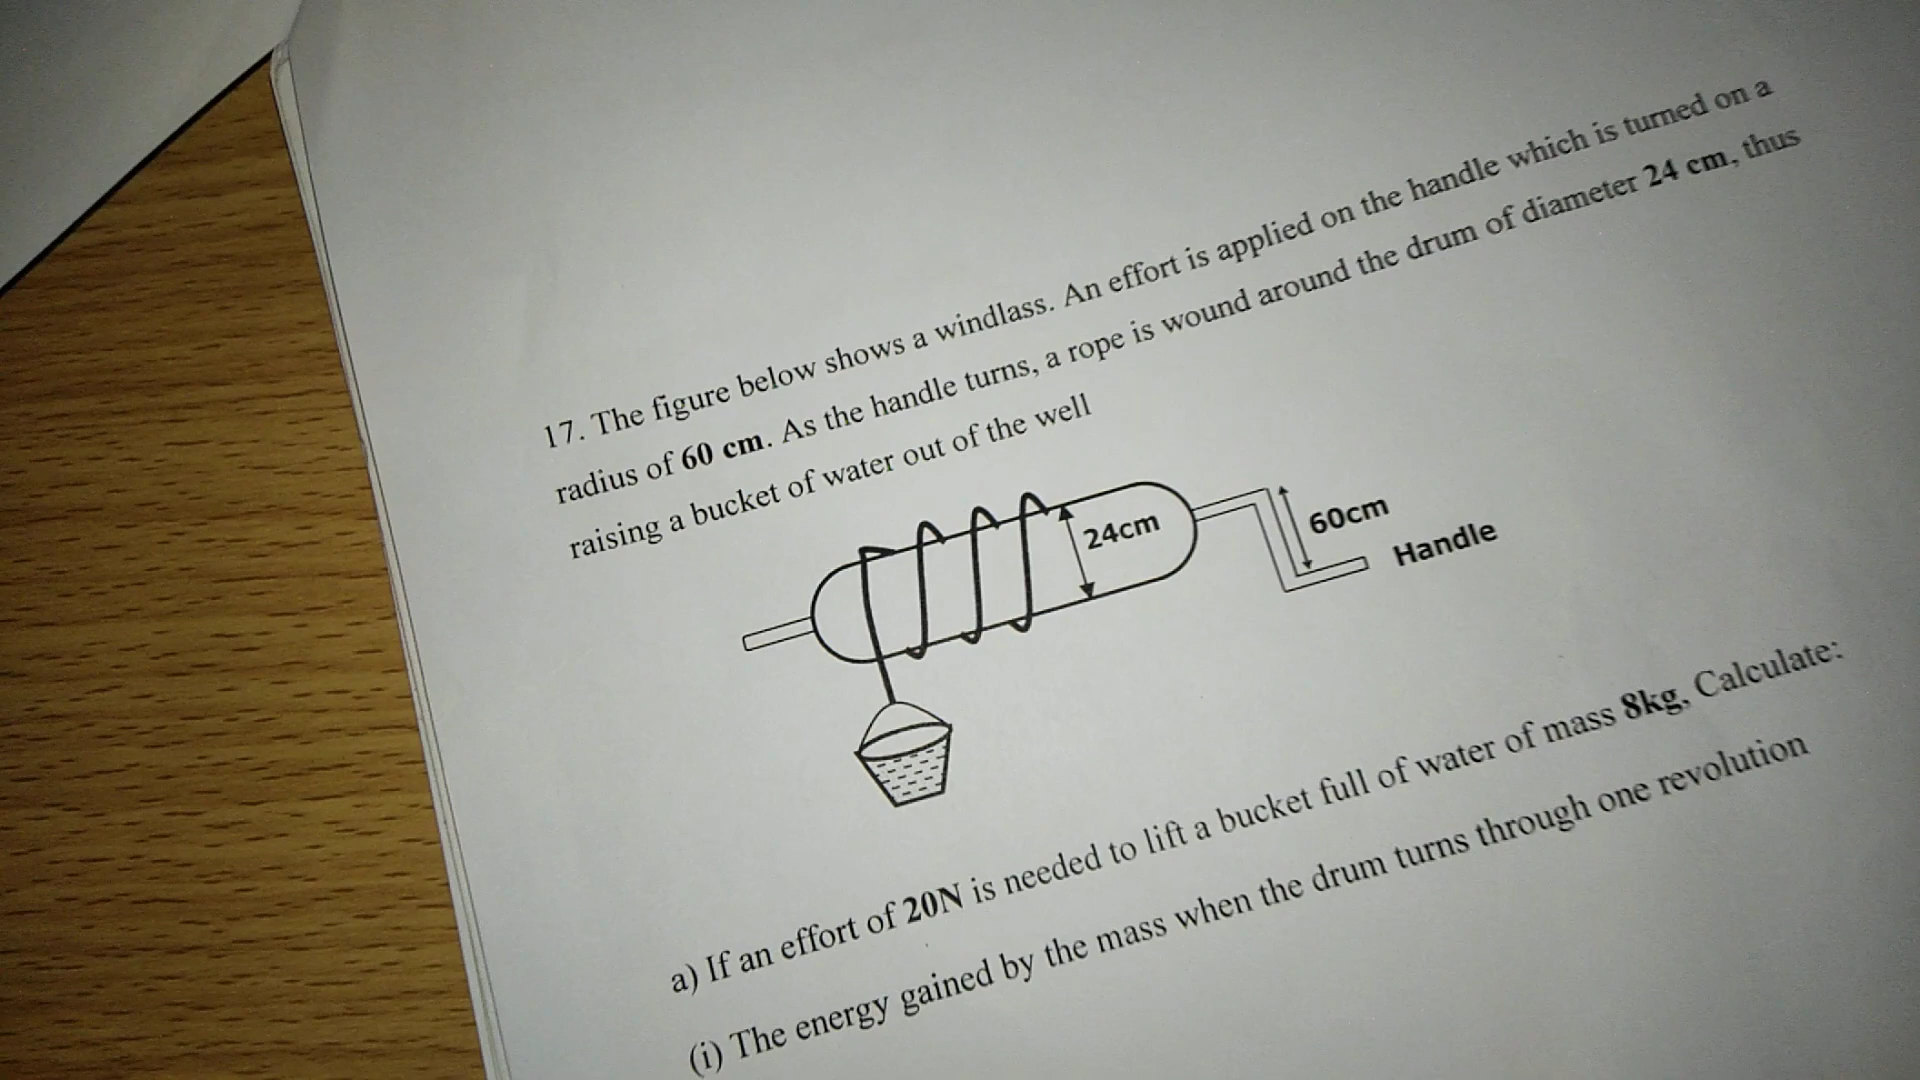 17. The figure below shows a windlass. An effort is applied on the handle which is turned on a
radius of 60 cm. As the handle turns, a rope is wound around the drum of diameter 24 cm, thus
raising a bucket of water out of the well
24cm
60cm
Handle
a) If an effort of 20N is needed to lift a bucket full of water of mass 8kg, Calculate:
(i) The energy gained by the mass when the drum turns through one revolution